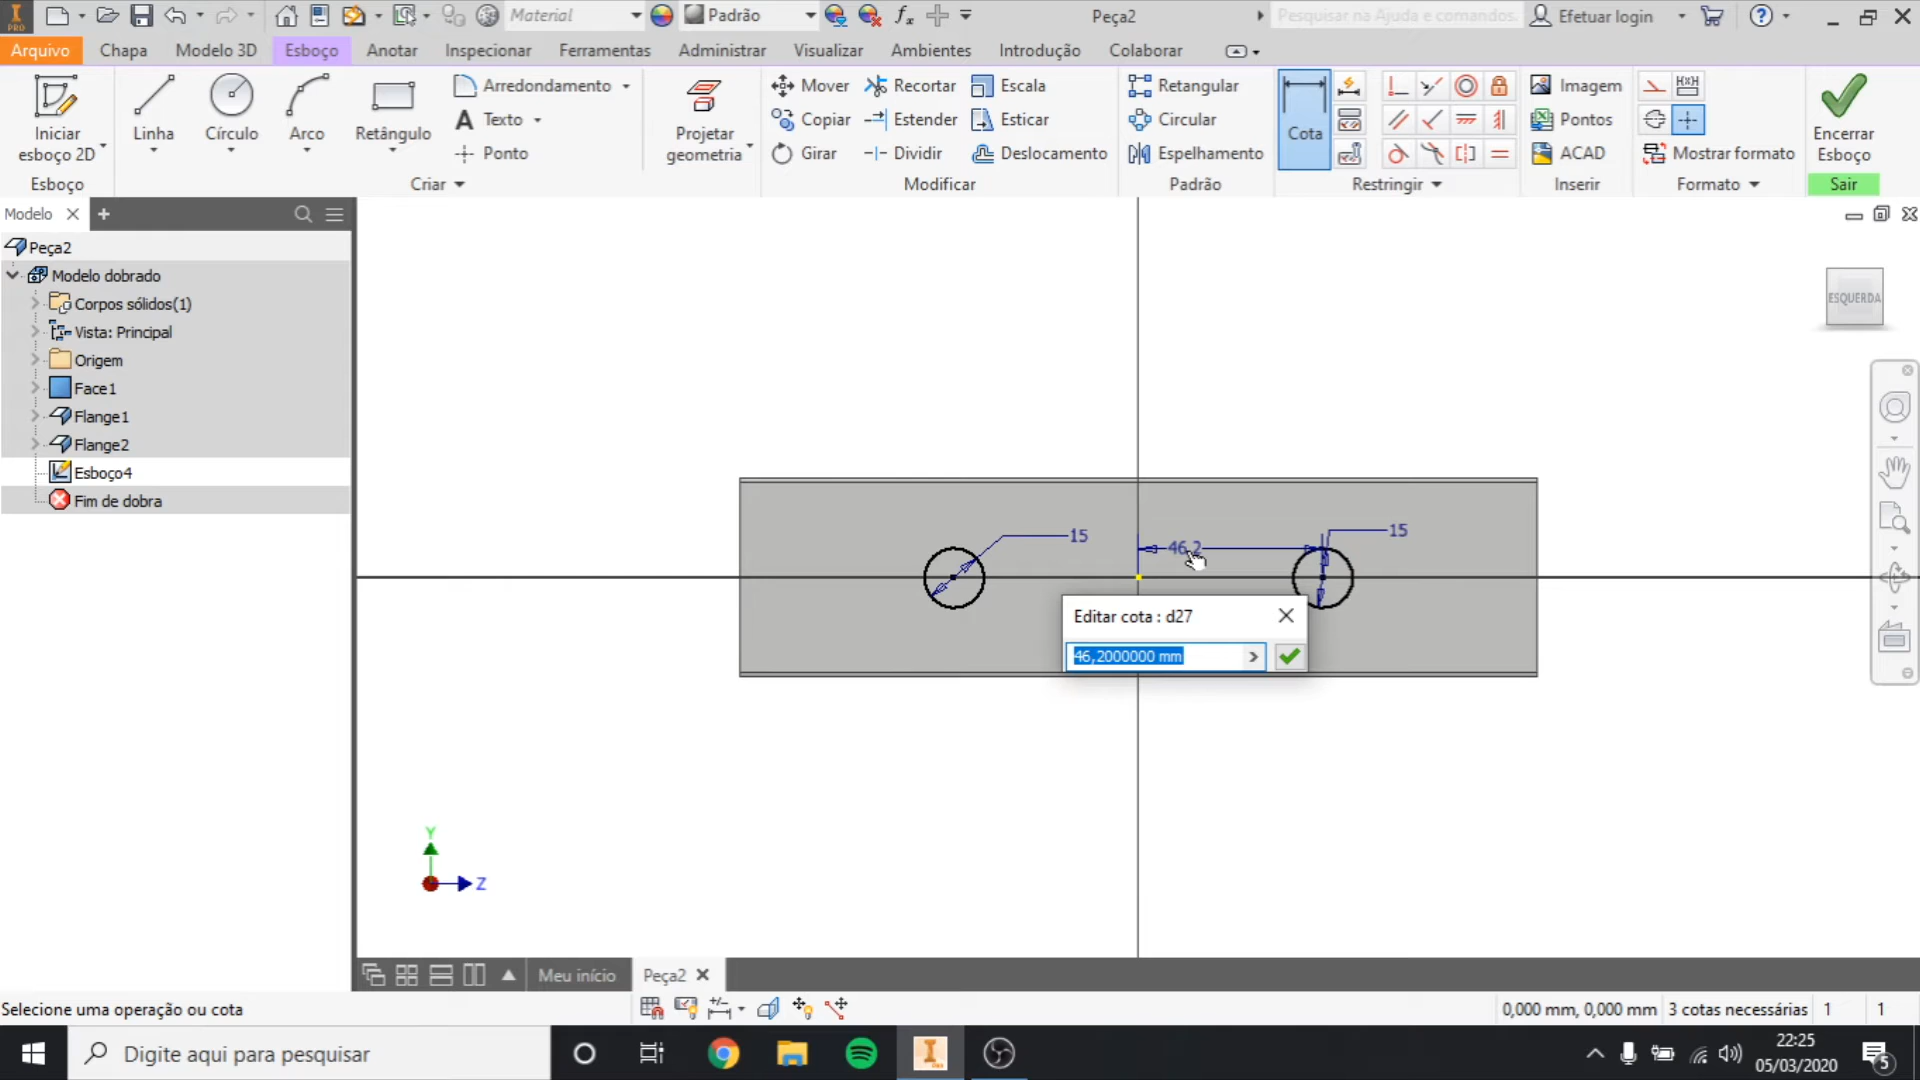 PRO
Material
Padrão
Peça2
Pesquisar na Ajuda e comandos.
Efetuar login
Arquivo
Chapa
Modelo 3D
Esboço
Anotar
Inspecionar
Ferramentas
Administrar
Visualizar
Ambientes
Introdução
Colaborar
Iniciar
esboço 2D
Esboço
Linha
Círculo
Arco
Retângulo
Arredondamento
Texto
Ponto
Criar
Projetar
geometria
Mover
Copiar
Girar
Recortar
Estender
Dividir
Escala
Esticar
Deslocamento
Modificar
Retangular
Circular
Espelhamento
Padrão
Cota
Restringir
Imagem
Pontos
ACAD
Inserir
Mostrar formato
Formato
Encerrar
Esboço
Sair
Modelo
Peça2
Modelo dobrado
Corpos sólidos(1)
Vista: Principal
Origem
Face1
Flange1
Flange2
Esboço4
Fim de dobra
ESQUERDA
15
46,2
15
Editar cota : d27
46,2000000 mm
Y
Z
Meu início
Peça2
Selecione uma operação ou cota
0,000 mm, 0,000 mm
3 cotas necessárias
1
1
Digite aqui para pesquisar
22:25
05/03/2020
5